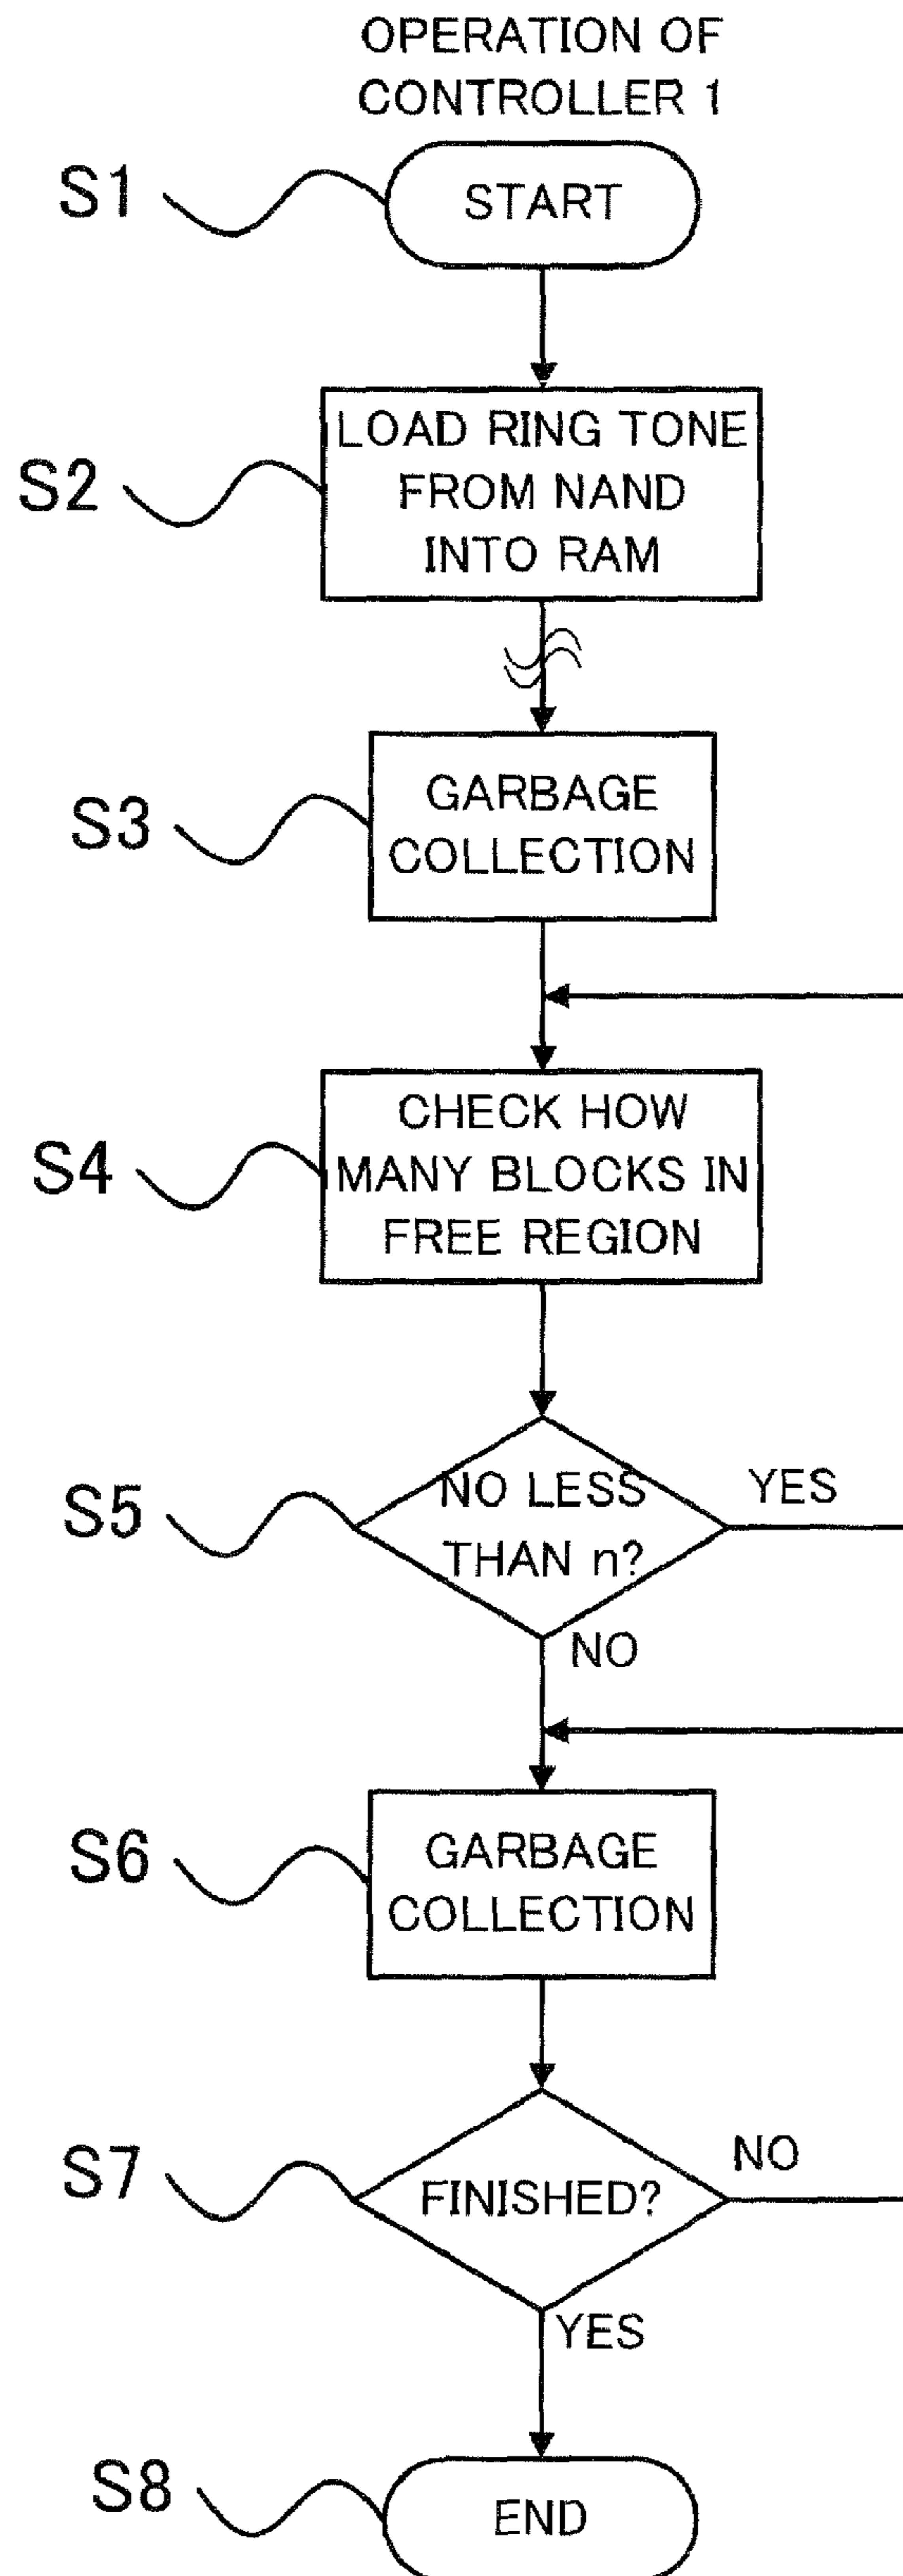 OPERATION OF
CONTROLLER 1
S1
START
S2
LOAD RING TONE
FROM NAND
INTO RAM
S3
GARBAGE
COLLECTION
S4
CHECK HOW
MANY BLOCKS IN
FREE REGION
S5
NO LESS
THAN n?
YES
NO
S6
GARBAGE
COLLECTION
S7
FINISHED?
NO
YES
S8
END